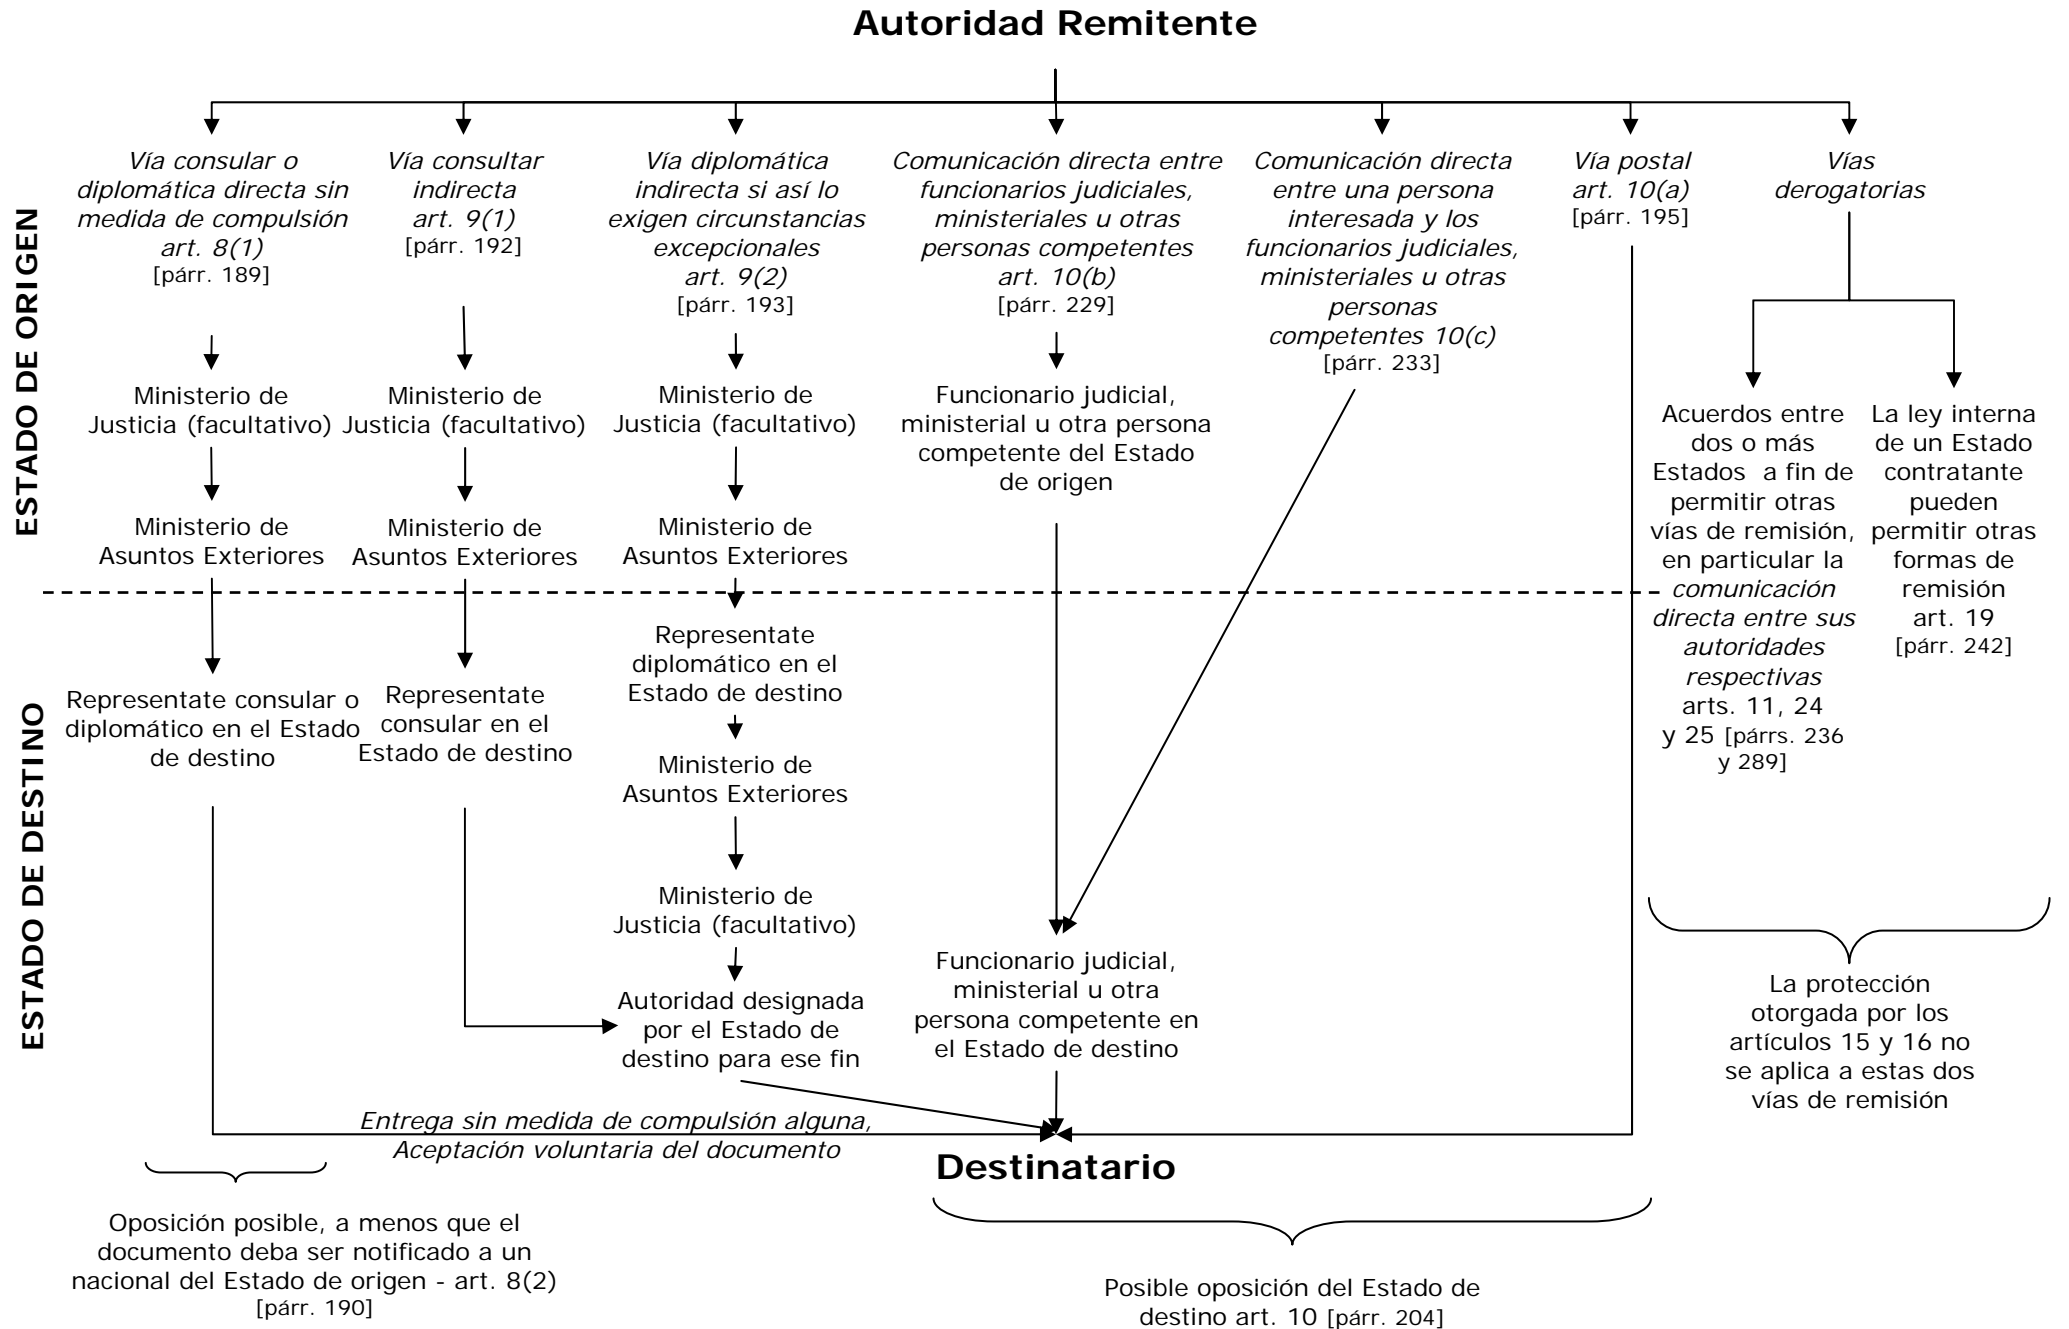 Autoridad Remitente
ESTADO DE ORIGEN
Vía consular o
diplomática directa sin
medida de compulsión
art. 8(1)
[párr. 189]
Ministerio de
Justicia (facultativo)
Ministerio de
Asuntos Exteriores
Vía consultar
indirecta
art. 9(1)
[párr. 192]
Ministerio de
Justicia (facultativo)
Ministerio de
Asuntos Exteriores
Vía diplomática
indirecta si así lo
exigen circunstancias
excepcionales
art. 9(2)
[párr. 193]
Ministerio de
Justicia (facultativo)
Ministerio de
Asuntos Exteriores
Comunicación directa entre
funcionarios judiciales,
ministeriales u otras
personas competentes
art. 10(b)
[párr. 229]
Funcionario judicial,
ministerial u otra persona
competente del Estado
de origen
Comunicación directa
entre una persona
interesada y los
funcionarios judiciales,
ministeriales u otras
personas
competentes 10(c)
[párr. 233]
Vía postal
art. 10(a)
[párr. 195]
Vías
derogatorias
Acuerdos entre
dos o más
Estados  a fin de
permitir otras
vías de remisión,
en particular la
comunicación
directa entre sus
autoridades
respectivas
arts. 11, 24
y 25 [párrs. 236
y 289]
La ley interna
de un Estado
contratante
pueden
permitir otras
formas de
remisión
art. 19
[párr. 242]
ESTADO DE DESTINO
Representate consular o
diplomático en el Estado
de destino
Representate
consular en el
Estado de destino
Representate
diplomático en el
Estado de destino
Ministerio de
Asuntos Exteriores
Ministerio de
Justicia (facultativo)
Autoridad designada
por el Estado de
destino para ese fin
Funcionario judicial,
ministerial u otra
persona competente en
el Estado de destino
La protección
otorgada por los
artículos 15 y 16 no
se aplica a estas dos
vías de remisión
Entrega sin medida de compulsión alguna,
Aceptación voluntaria del documento
Destinatario
Oposición posible, a menos que el
documento deba ser notificado a un
nacional del Estado de origen - art. 8(2)
[párr. 190]
Posible oposición del Estado de
destino art. 10 [párr. 204]